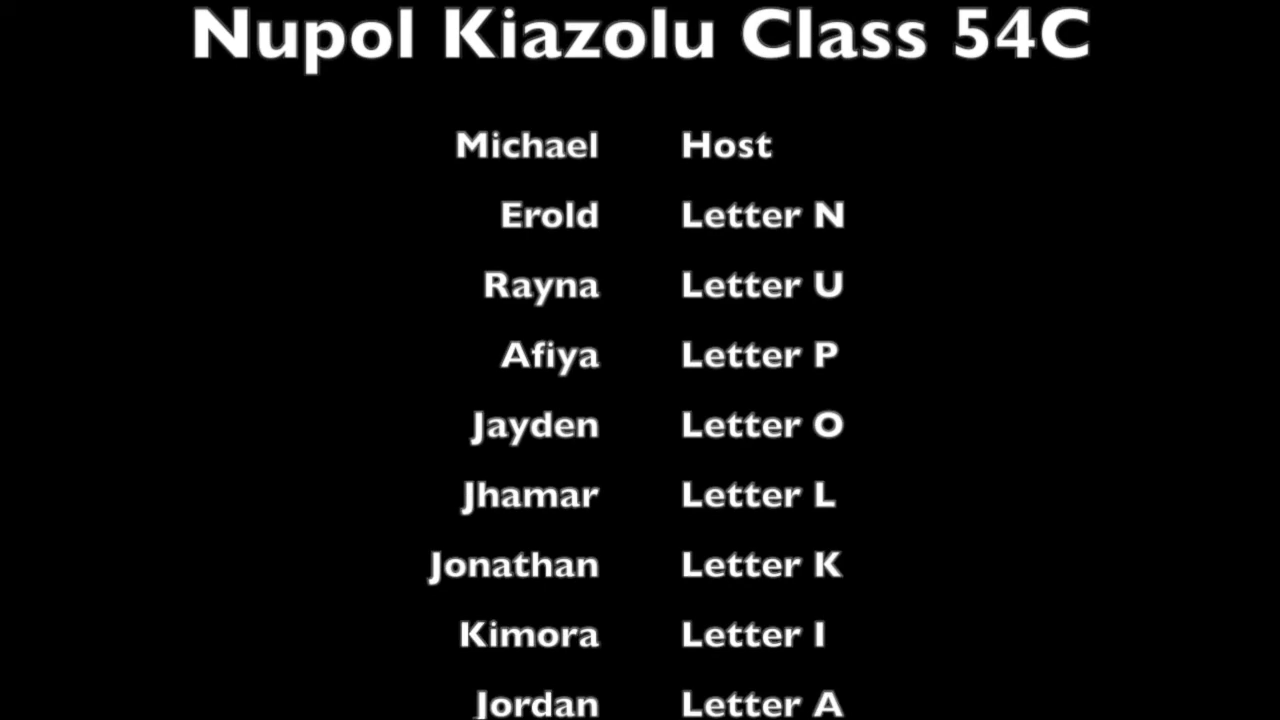 Nupol Kiazolu Class 54C
Michael Host
Erold Letter N
Rayna Letter U
Afiya Letter P
Jayden Letter O
Jhamar Letter L
Jonathan Letter K
Kimora Letter I
Jordan Letter A